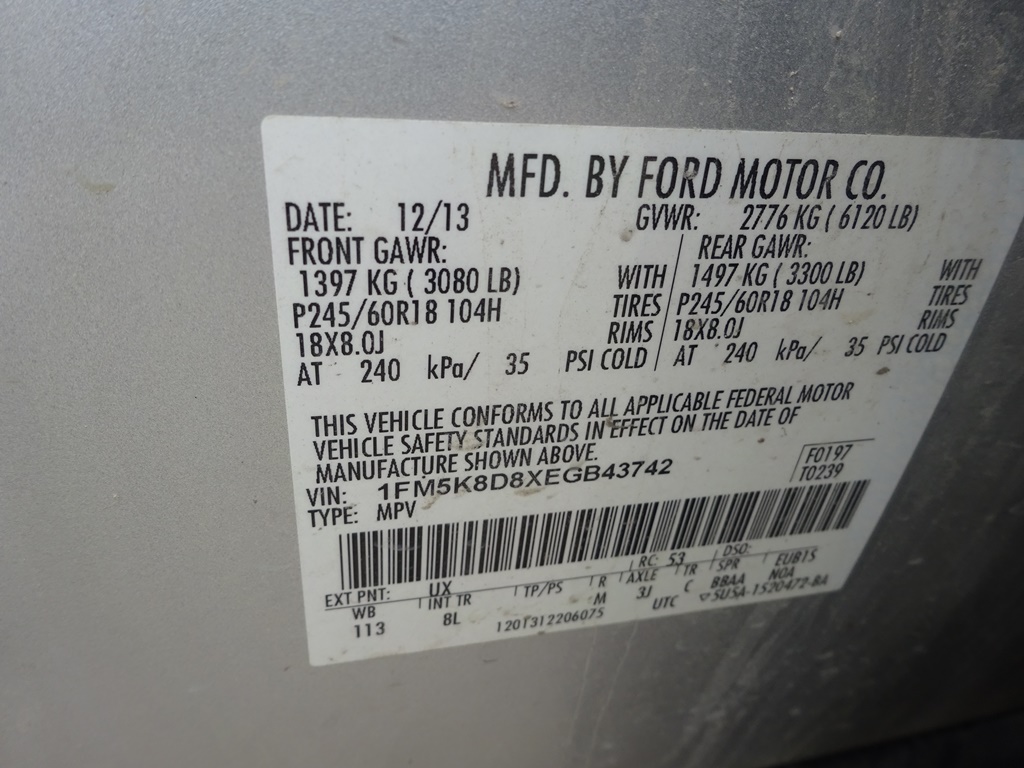 MFD. BY FORD MOTOR CO.
DATE: 12/13 GVWR: 2776 KG ( 6120 LB)
FRONT GAWR: REAR GAWR:
1397 KG ( 3080 LB) WITH 1497 KG ( 3300 LB) WITH
P245/60R18 104H TIRES P245/60R18 104H TIRES
18X8.0J RIMS 18X8.0J RIMS
AT 240 kPa/ 35 PSI COLD AT 240 kPa/ 35 PSI COLD
THIS VEHICLE CONFORMS TO ALL APPLICABLE FEDERAL MOTOR
VEHICLE SAFETY STANDARDS IN EFFECT ON THE DATE OF
MANUFACTURE SHOWN ABOVE.
VIN: 1FM5K8D8XEGB43742 F0197
TYPE: MPV T0239
EXT PNT: UX RC: 53 DSO:
WB INT TR TP/PS R AXLE TR SPR EUB1S
113 8L M 3J C BBAA NOA
120T312206075 UTC 5U5A-1520472-BA